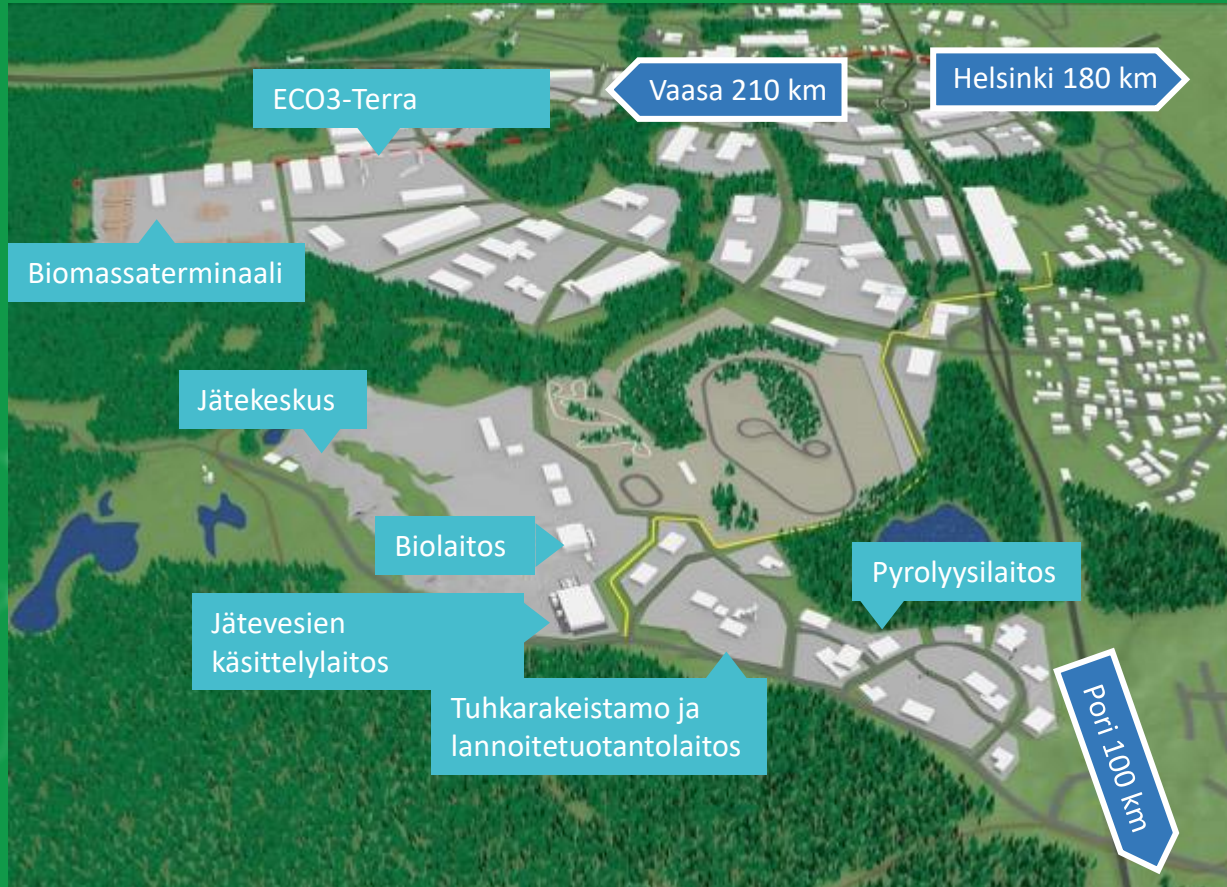 Vaasa 210 km
Helsinki 180 km
ECO3-Terra
Biomassaterminaali
Jätekeskus
Biolaitos
Pyrolyysilaitos
Jätevesien
käsittelylaitos
Tuhkarakeistamo ja
lannoitetuotantolaitos
Pori 100 km